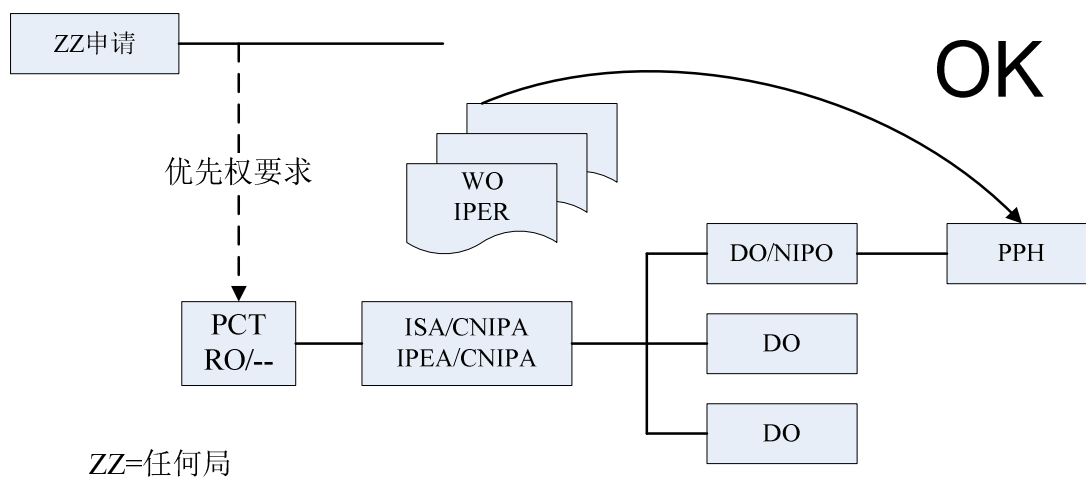 ZZ申请
OK
优先权要求
WO
IPER
DO/NIPO
PPH
PCT
RO/--
ISA/CNIPA
IPEA/CNIPA
DO
DO
ZZ=任何局